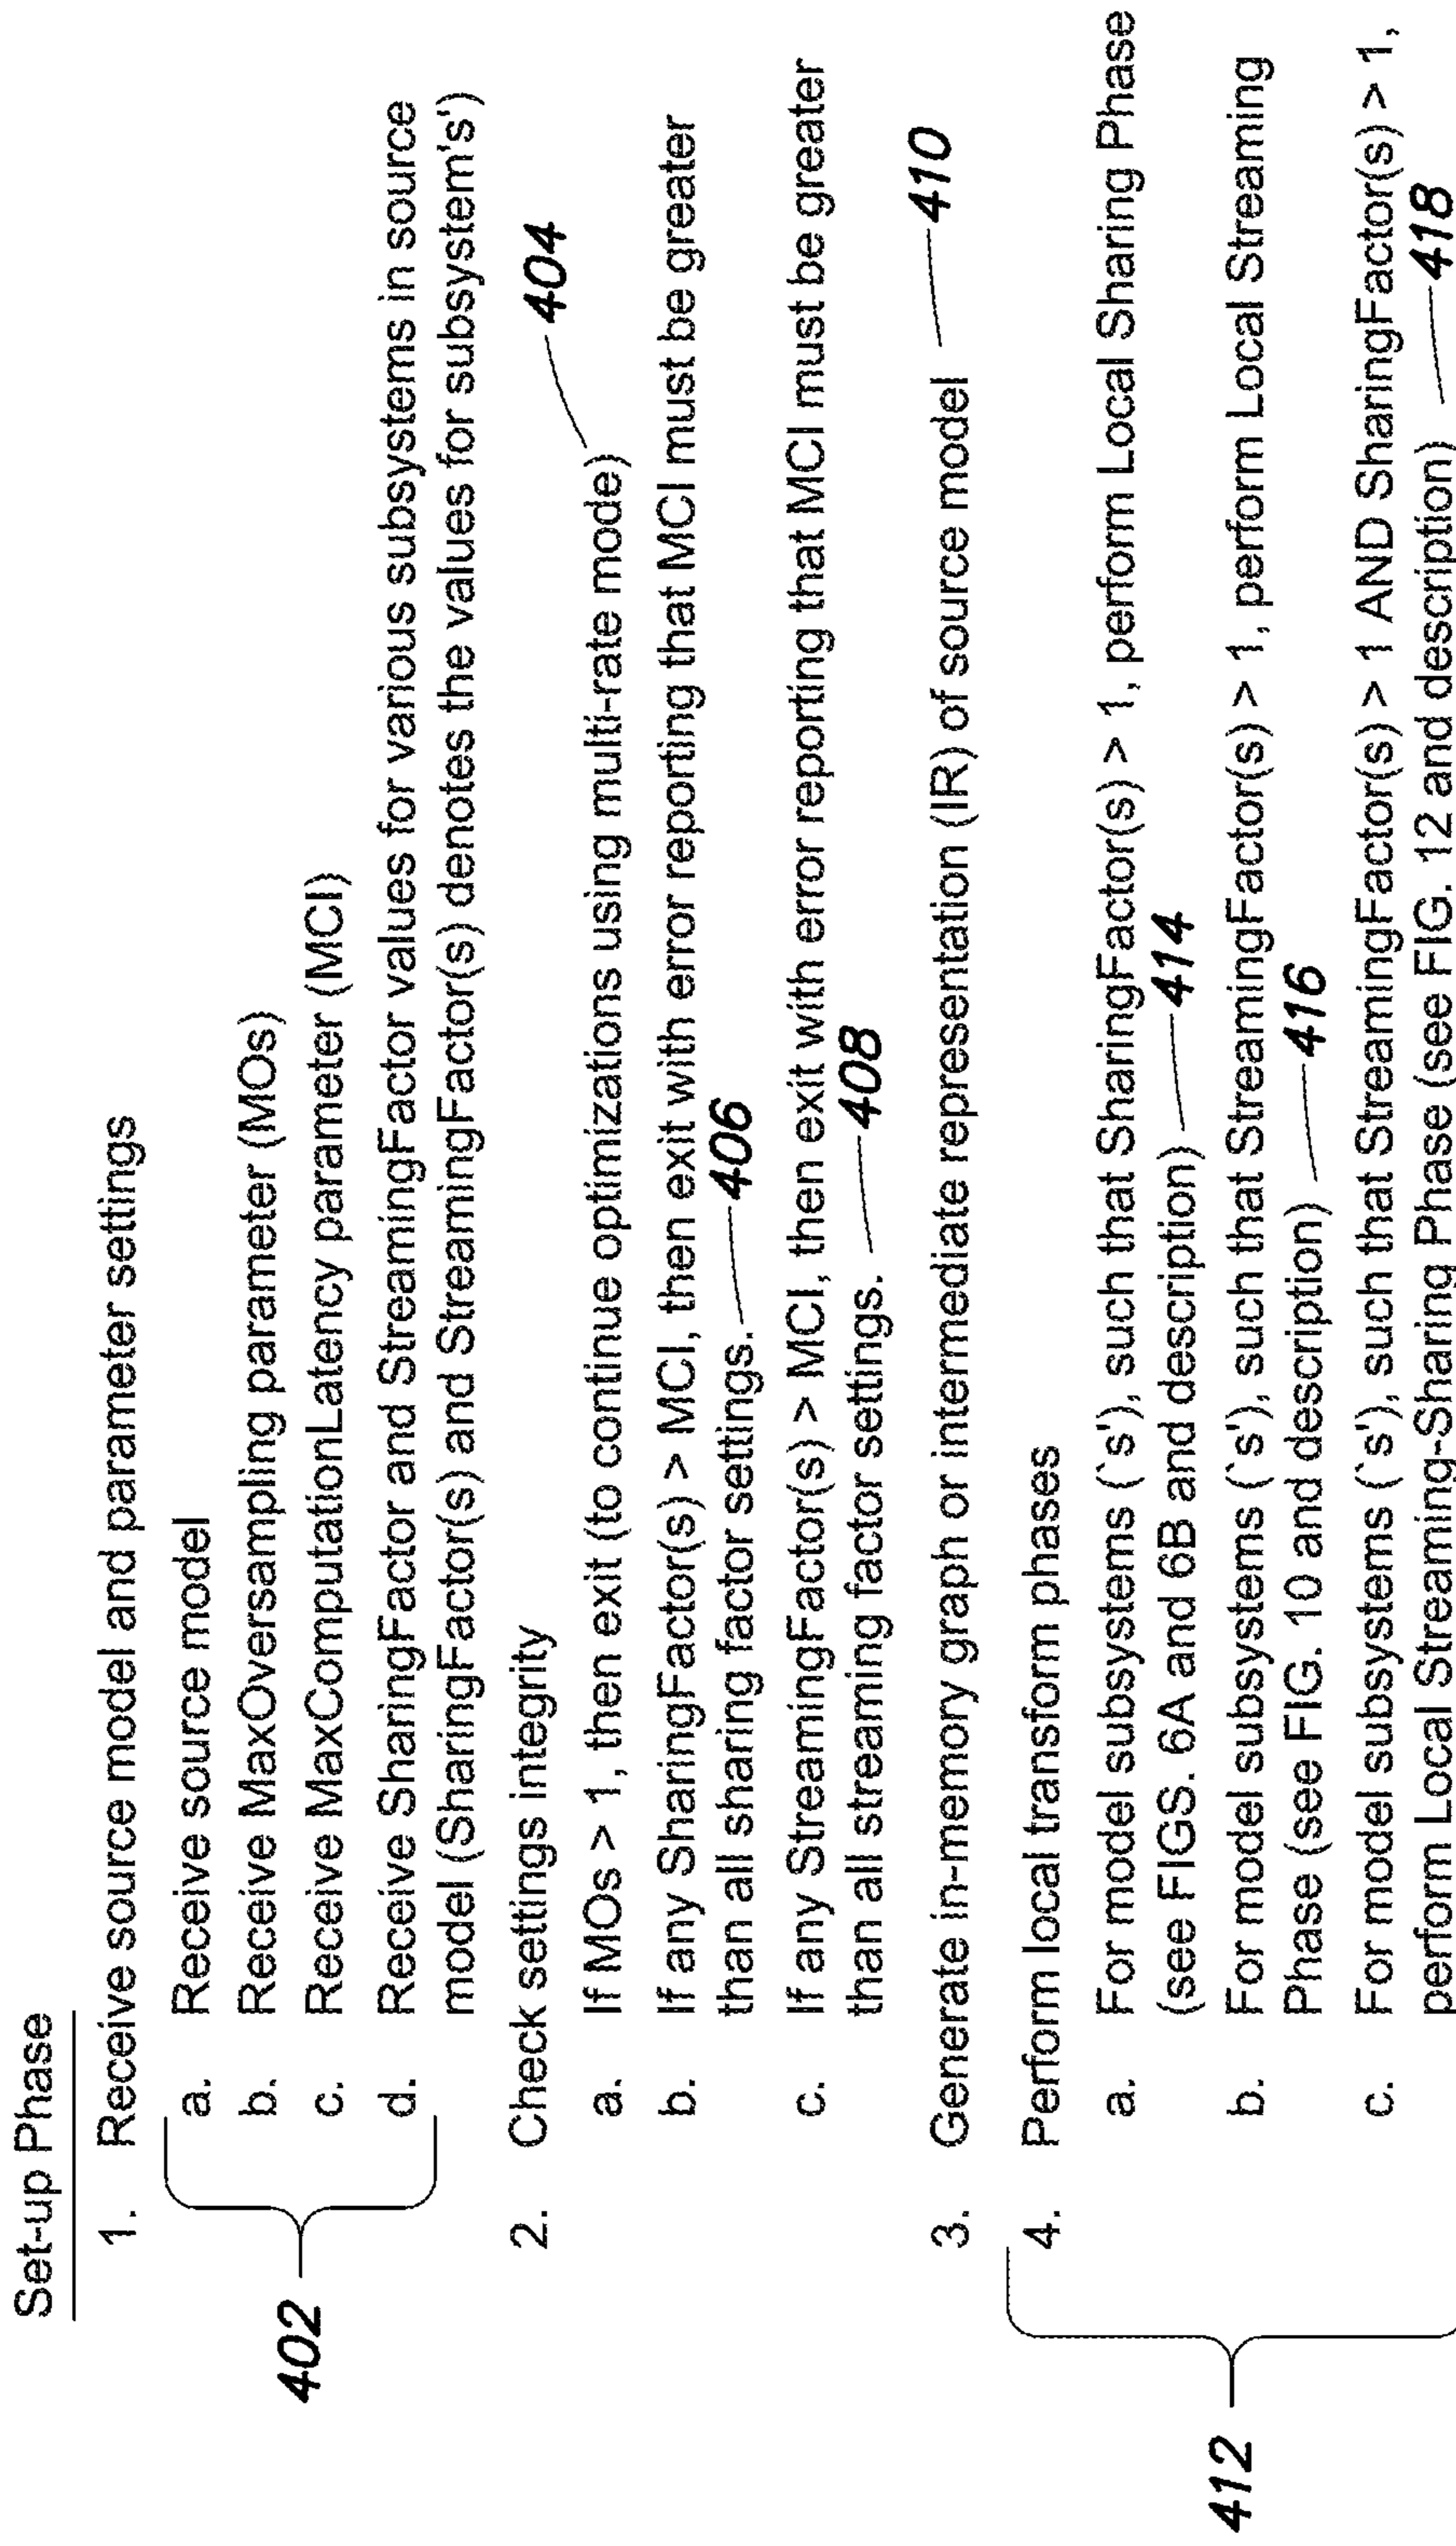 Set-up Phase
1. Receive source model and parameter settings
a. Receive source model
b. Receive MaxOversampling parameter (MOs)
c. Receive MaxComputationLatency parameter (MCl)
d. Receive SharingFactor and StreamingFactor values for various subsystems in source
model (SharingFactor(s) and StreamingFactor(s) denotes the values for subsystem's')
402
2. Check settings integrity
a. If MOs > 1, then exit (to continue optimizations using multi-rate mode) 404
b. If any SharingFactor(s) > MCl, then exit with error reporting that MCl must be greater
than all sharing factor settings. 406
c. If any StreamingFactor(s) > MCl, then exit with error reporting that MCl must be greater
than all streaming factor settings. 408
3. Generate in-memory graph or intermediate representation (IR) of source model 410
4. Perform local transform phases
a. For model subsystems (`s'), such that SharingFactor(s) > 1, perform Local Sharing Phase
(see FIGS. 6A and 6B and description) 414
b. For model subsystems (`s'), such that StreamingFactor(s) > 1, perform Local Streaming
Phase (see FIG. 10 and description) 416
c. For model subsystems (`s'), such that StreamingFactor(s) > 1 AND SharingFactor(s) > 1,
perform Local Streaming-Sharing Phase (see FIG. 12 and description) 418
412